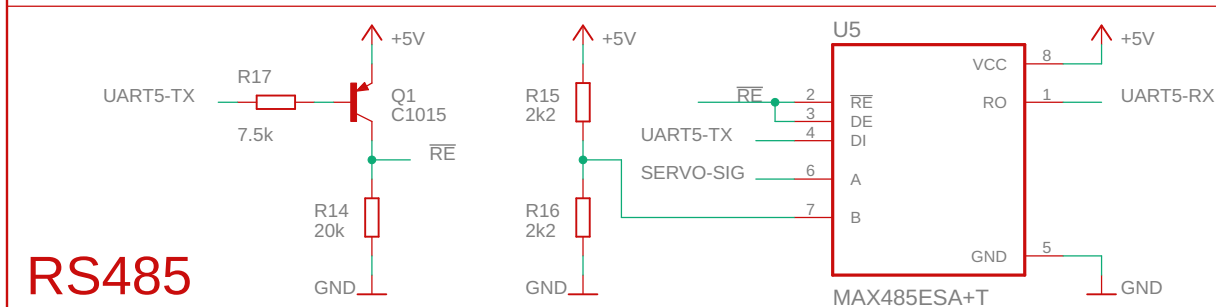 U5
+5V
+5V
+5V
VCC
8
R17
UART5-TX
Q1
C1015
R15
2k2
RE
2
RE
RO
1
UART5-RX
3
DE
7.5k
UART5-TX
4
DI
RE
SERVO-SIG
6
A
R14
20k
R16
2k2
7
B
GND
5
RS485
GND
GND
GND
MAX485ESA+T